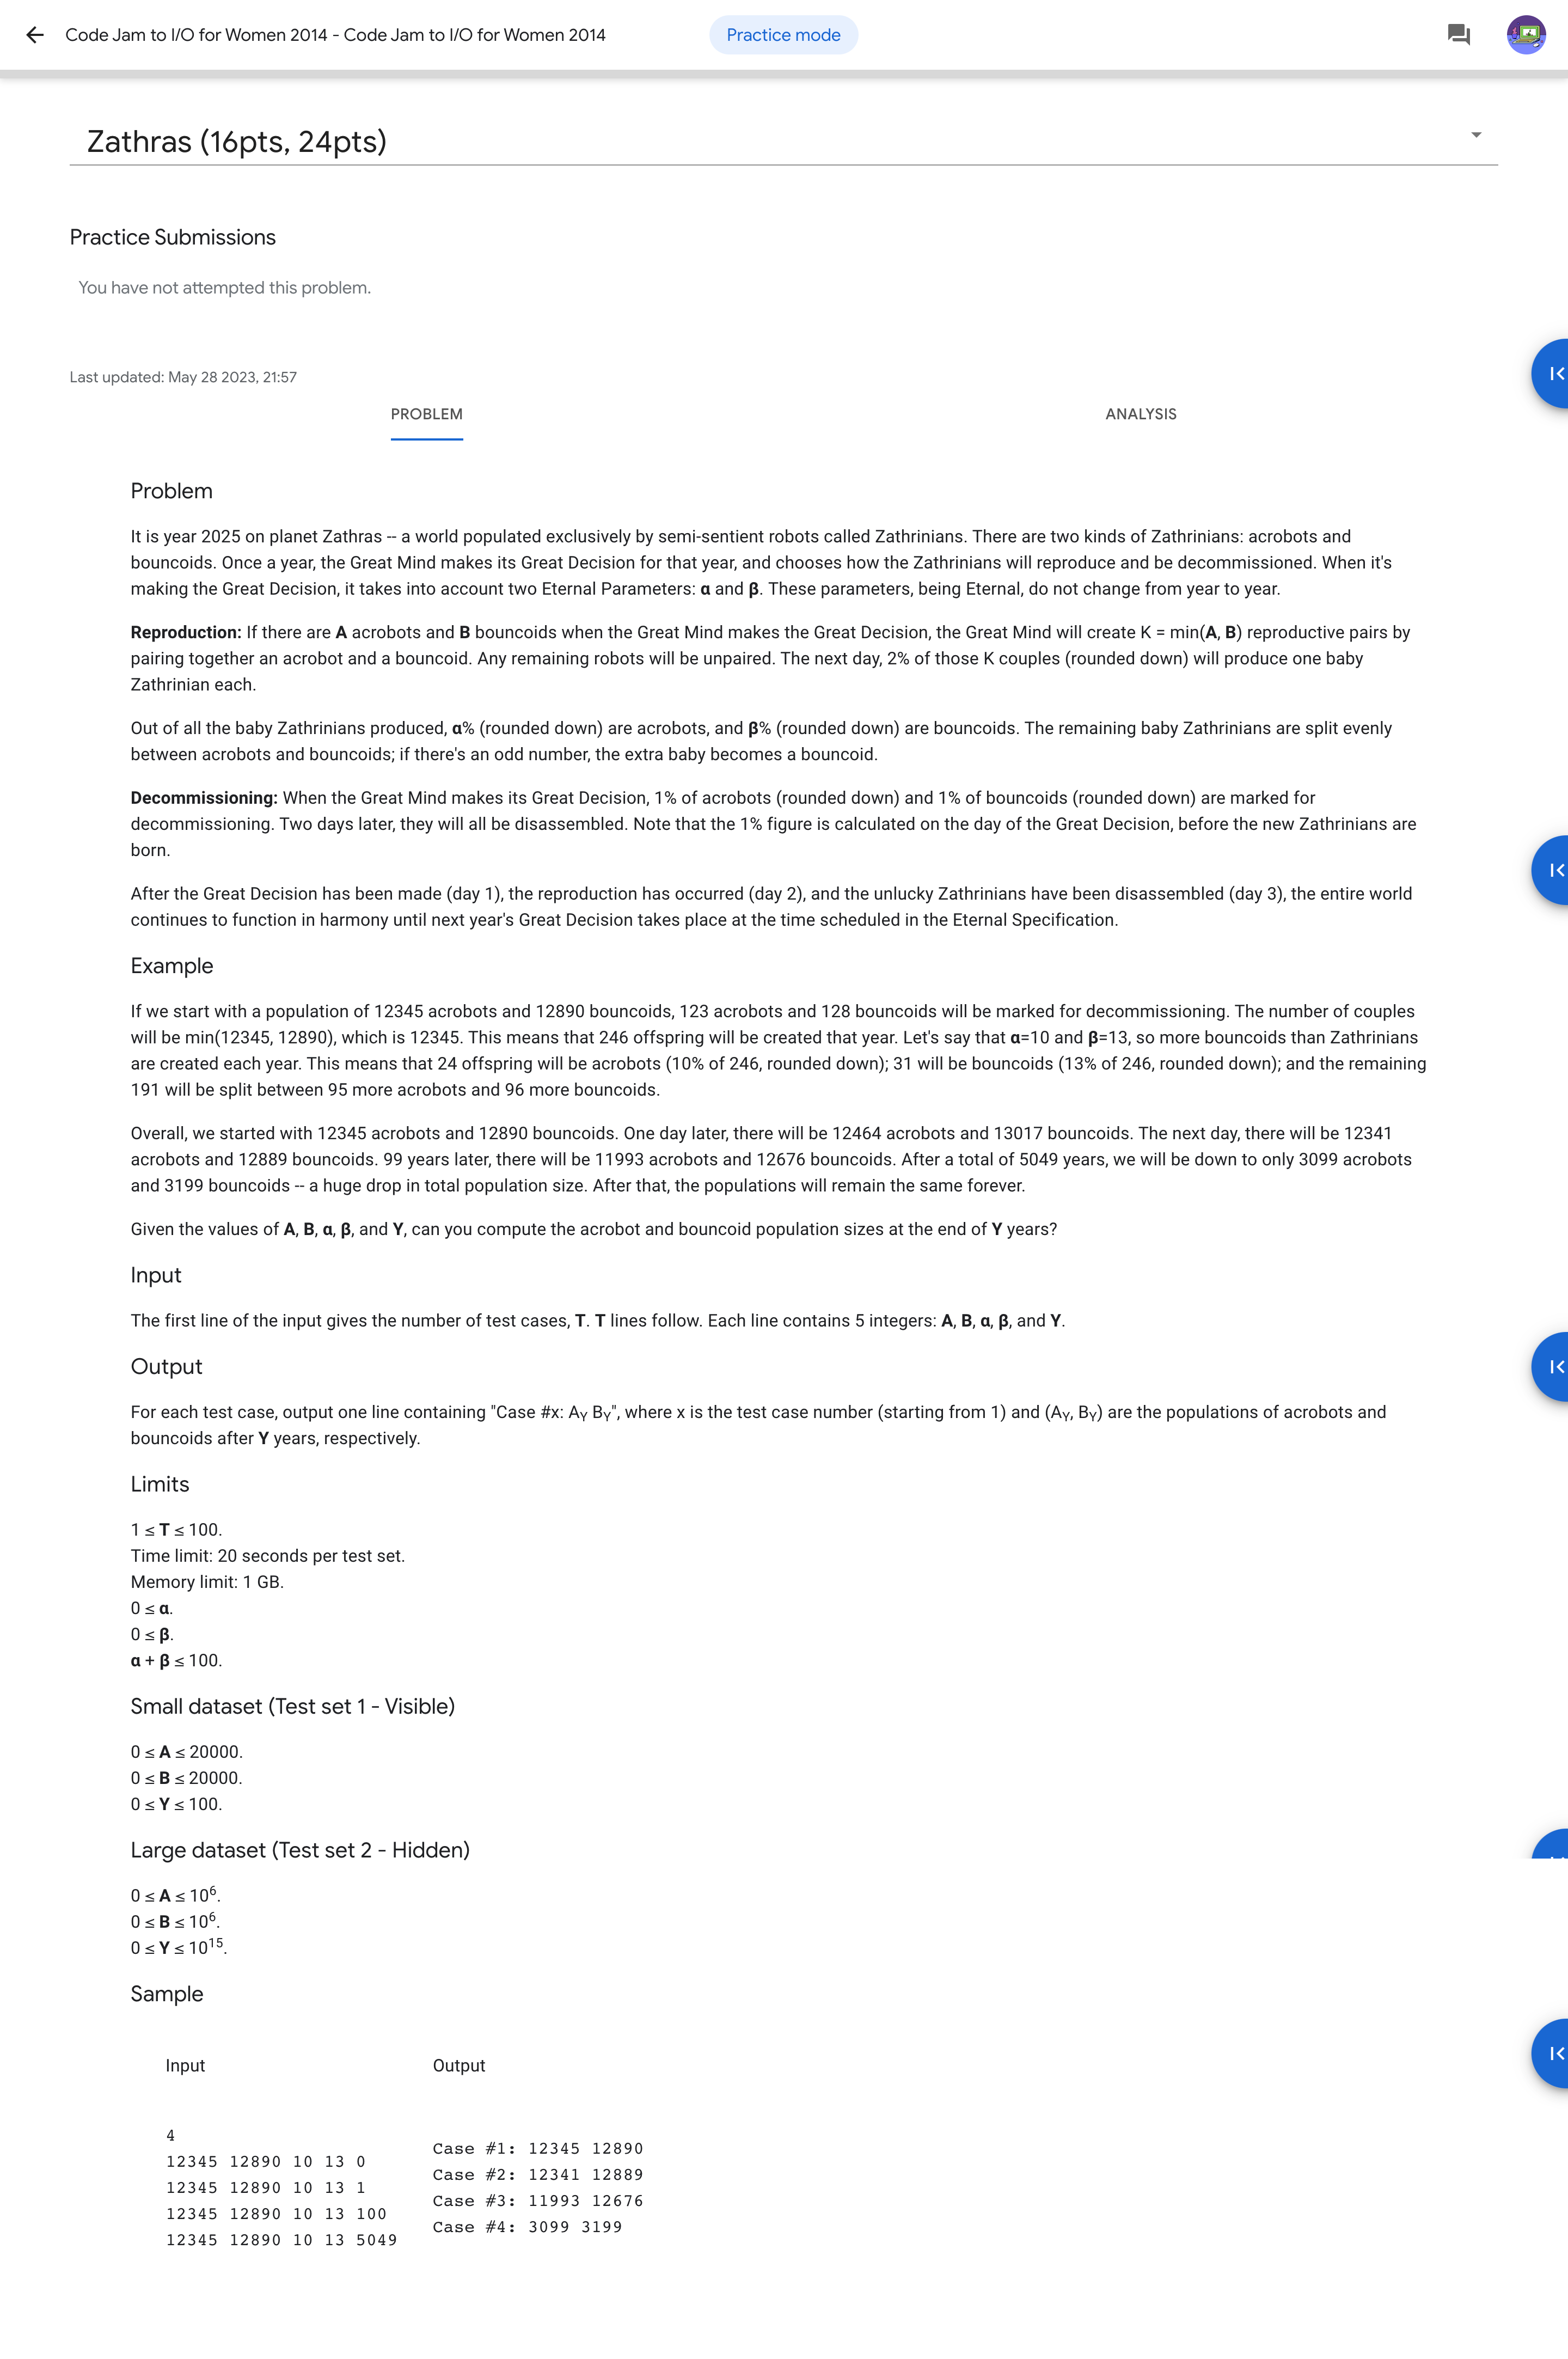 Code Jam to I/O for Women 2014 - Code Jam to I/O for Women 2014
Practice mode
Zathras (16pts, 24pts)
Practice Submissions
You have not attempted this problem.
Last updated: May 28 2023, 21:57
PROBLEM
ANALYSIS
Problem
It is year 2025 on planet Zathras -- a world populated exclusively by semi-sentient robots called Zathrinians. There are two kinds of Zathrinians: acrobots and
bouncoids. Once a year, the Great Mind makes its Great Decision for that year, and chooses how the Zathrinians will reproduce and be decommissioned. When it's
making the Great Decision, it takes into account two Eternal Parameters: α and β. These parameters, being Eternal, do not change from year to year.
Reproduction: If there are A acrobots and B bouncoids when the Great Mind makes the Great Decision, the Great Mind will create K = min(A, B) reproductive pairs by
pairing together an acrobot and a bouncoid. Any remaining robots will be unpaired. The next day, 2% of those K couples (rounded down) will produce one baby
Zathrinian each.
Out of all the baby Zathrinians produced, α% (rounded down) are acrobots, and β% (rounded down) are bouncoids. The remaining baby Zathrinians are split evenly
between acrobots and bouncoids; if there's an odd number, the extra baby becomes a bouncoid.
Decommissioning: When the Great Mind makes its Great Decision, 1% of acrobots (rounded down) and 1% of bouncoids (rounded down) are marked for
decommissioning. Two days later, they will all be disassembled. Note that the 1% figure is calculated on the day of the Great Decision, before the new Zathrinians are
born.
After the Great Decision has been made (day 1), the reproduction has occurred (day 2), and the unlucky Zathrinians have been disassembled (day 3), the entire world
continues to function in harmony until next year's Great Decision takes place at the time scheduled in the Eternal Specification.
Example
If we start with a population of 12345 acrobots and 12890 bouncoids, 123 acrobots and 128 bouncoids will be marked for decommissioning. The number of couples
will be min(12345, 12890), which is 12345. This means that 246 offspring will be created that year. Let's say that α=10 and β=13, so more bouncoids than Zathrinians
are created each year. This means that 24 offspring will be acrobots (10% of 246, rounded down); 31 will be bouncoids (13% of 246, rounded down); and the remaining
191 will be split between 95 more acrobots and 96 more bouncoids.
Overall, we started with 12345 acrobots and 12890 bouncoids. One day later, there will be 12464 acrobots and 13017 bouncoids. The next day, there will be 12341
acrobots and 12889 bouncoids. 99 years later, there will be 11993 acrobots and 12676 bouncoids. After a total of 5049 years, we will be down to only 3099 acrobots
and 3199 bouncoids -- a huge drop in total population size. After that, the populations will remain the same forever.
Given the values of A, B, α, β, and Y, can you compute the acrobot and bouncoid population sizes at the end of Y years?
Input
The first line of the input gives the number of test cases, T. T lines follow. Each line contains 5 integers: A, B, α, β, and Y.
Output
For each test case, output one line containing "Case #x: AY BY", where x is the test case number (starting from 1) and (AY, BY) are the populations of acrobots and
bouncoids after Y years, respectively.
Limits
1 ≤ T ≤ 100.
Time limit: 20 seconds per test set.
Memory limit: 1 GB.
0 ≤ α.
0 ≤ β.
α + β ≤ 100.
Small dataset (Test set 1 - Visible)
0 ≤ A ≤ 20000.
0 ≤ B ≤ 20000.
0 ≤ Y ≤ 100.
Large dataset (Test set 2 - Hidden)
0 ≤ A ≤ 10⁶.
0 ≤ B ≤ 10⁶.
0 ≤ Y ≤ 10¹⁵.
Sample
Input
4
12345 12890 10 13 0
12345 12890 10 13 1
12345 12890 10 13 100
12345 12890 10 13 5049
Output
Case #1: 12345 12890
Case #2: 12341 12889
Case #3: 11993 12676
Case #4: 3099 3199